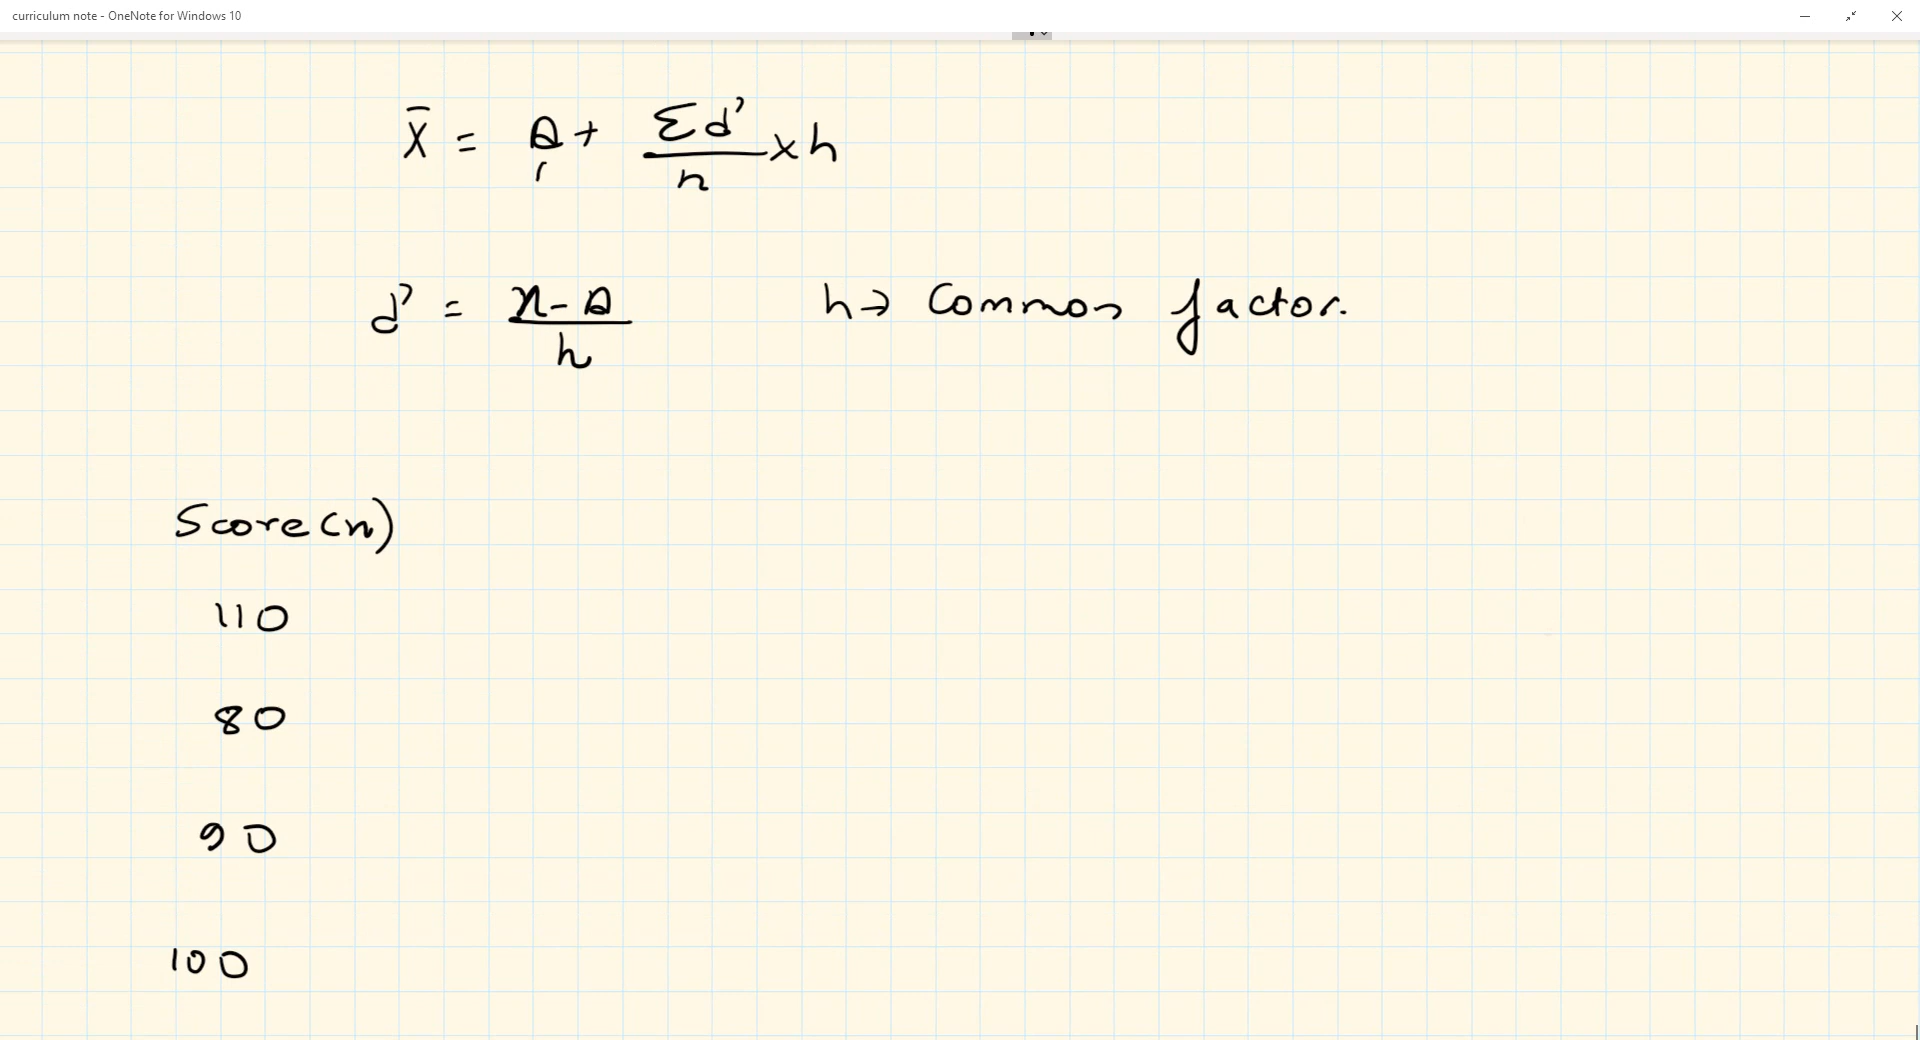 curriculum note - OneNote for Windows 10
X̄ = A + Σd' / n × h
d' = x - A / h    h → Common factor.
Score (x)
110
80
90
100